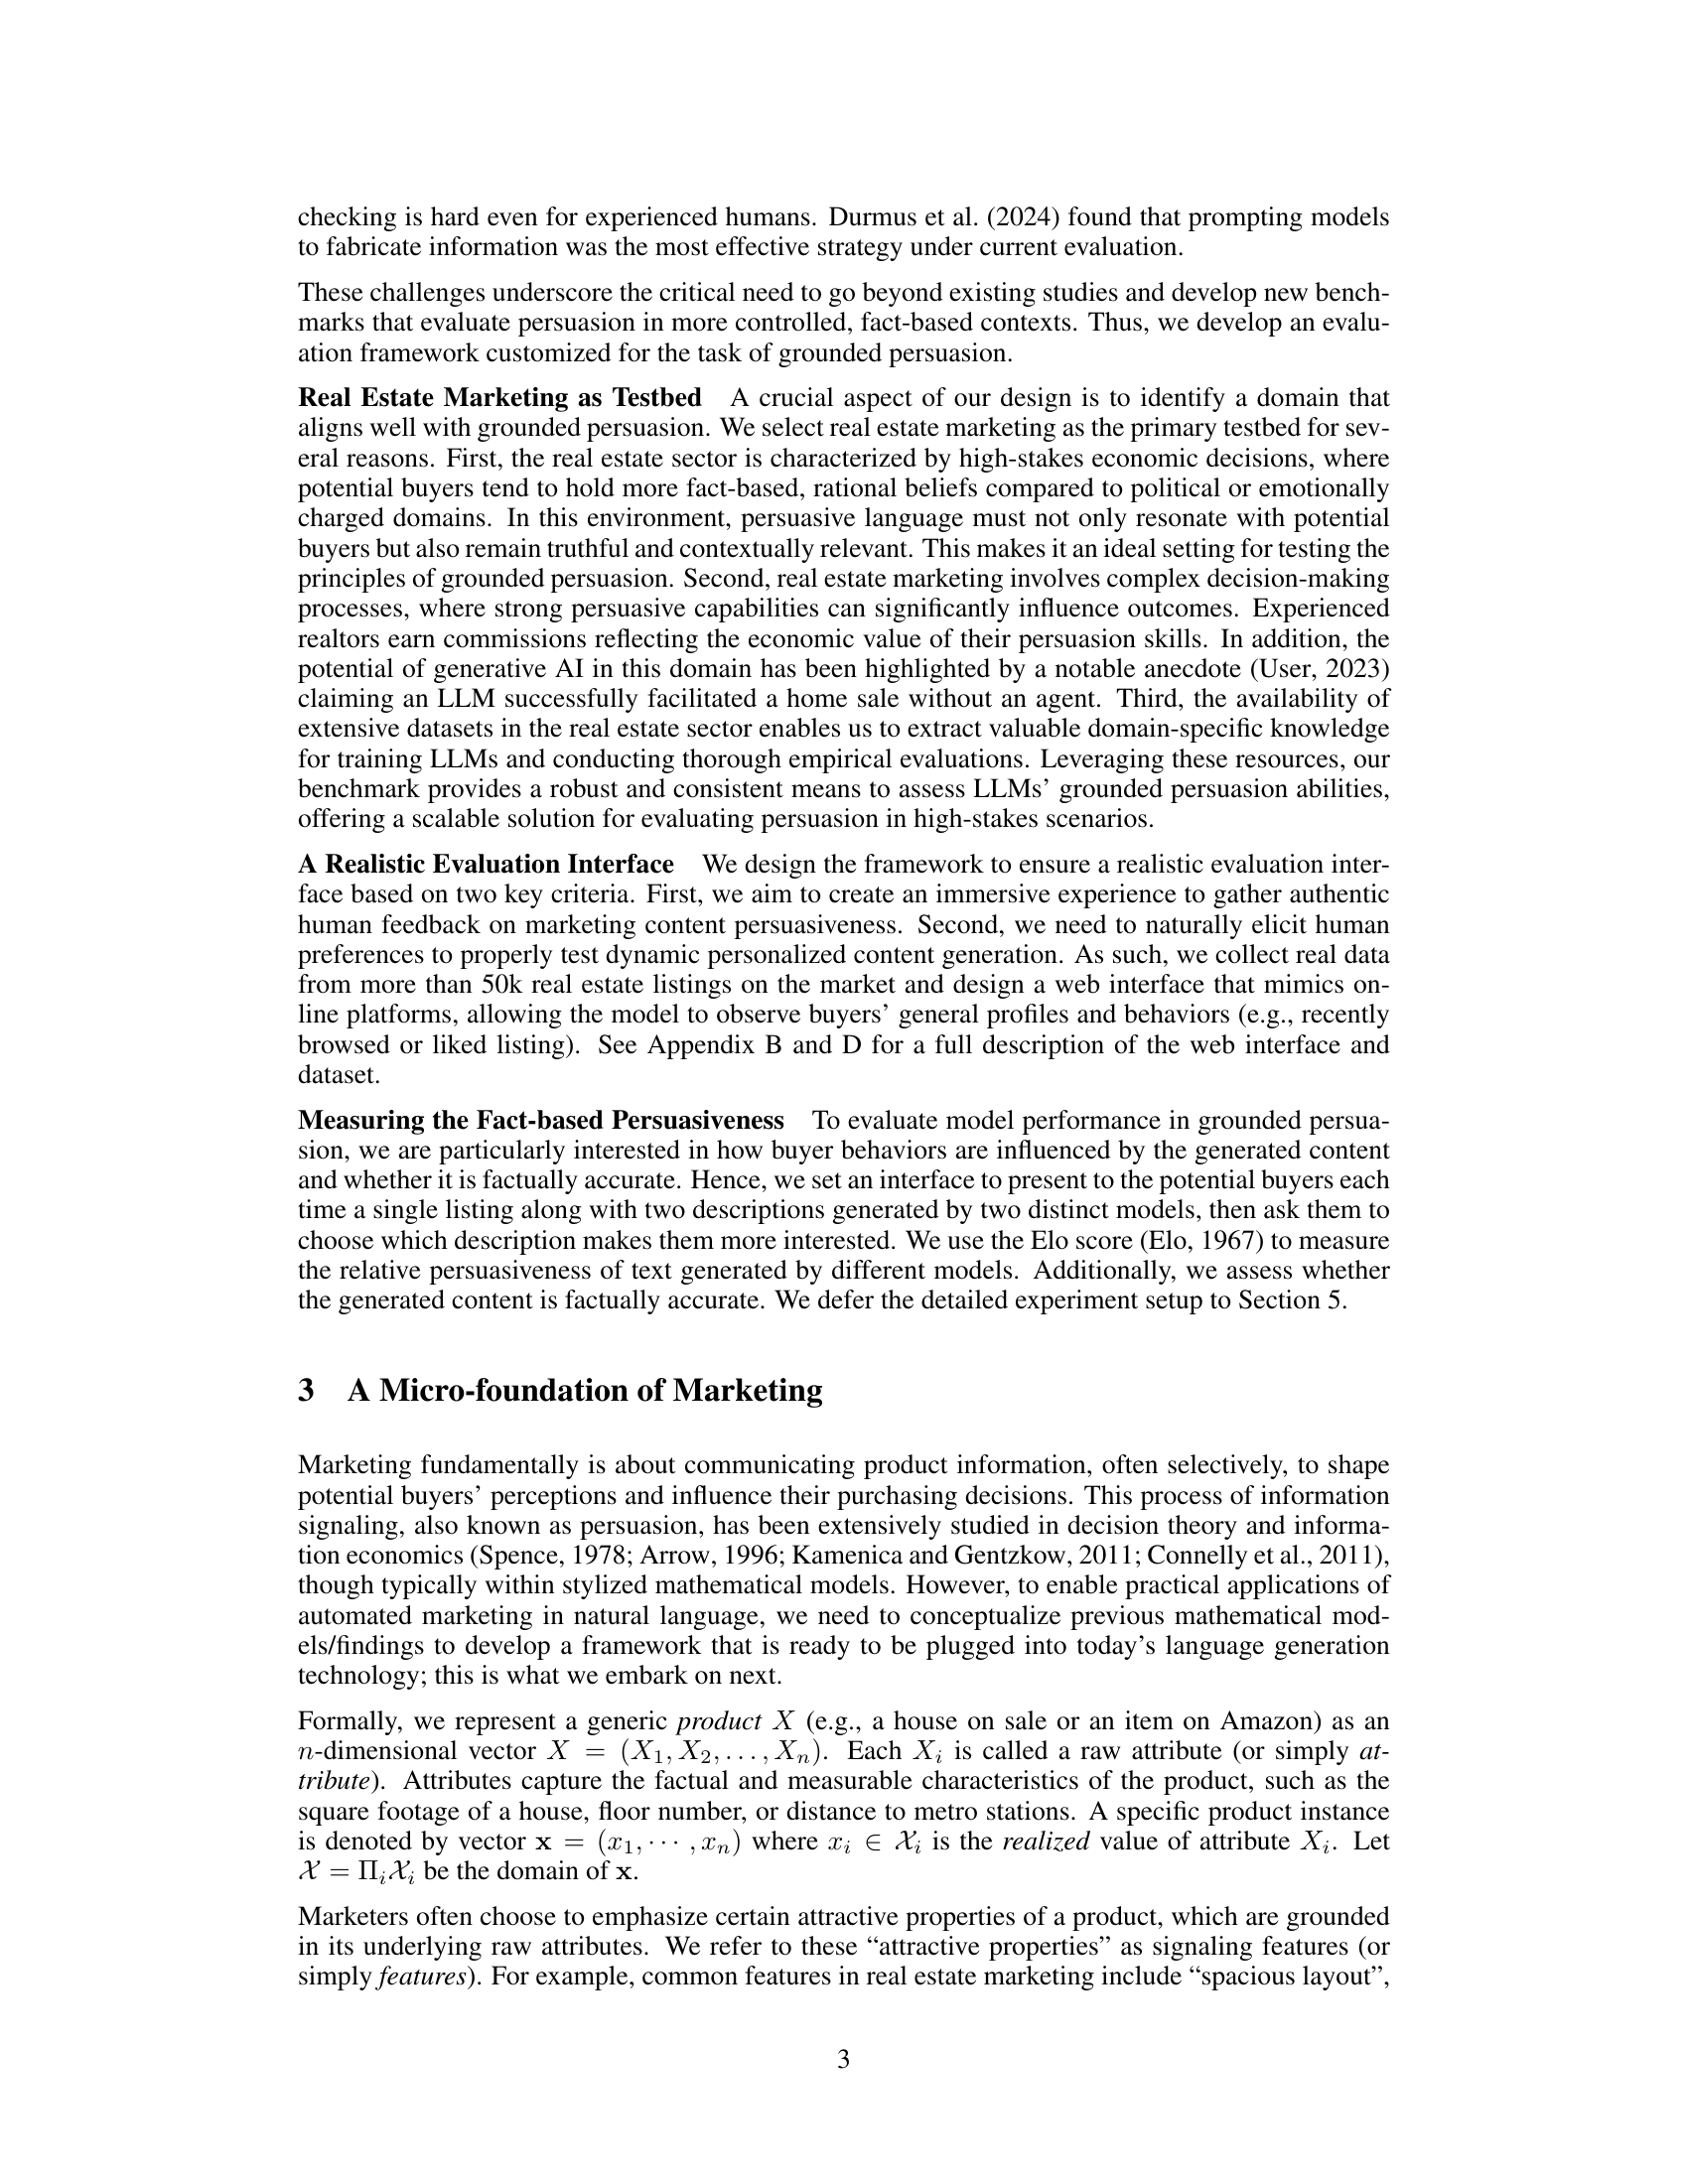 checking is hard even for experienced humans. Durmus et al. (2024) found that prompting models
to fabricate information was the most effective strategy under current evaluation.
These challenges underscore the critical need to go beyond existing studies and develop new bench-
marks that evaluate persuasion in more controlled, fact-based contexts. Thus, we develop an evalu-
ation framework customized for the task of grounded persuasion.
Real Estate Marketing as Testbed A crucial aspect of our design is to identify a domain that
aligns well with grounded persuasion. We select real estate marketing as the primary testbed for sev-
eral reasons. First, the real estate sector is characterized by high-stakes economic decisions, where
potential buyers tend to hold more fact-based, rational beliefs compared to political or emotionally
charged domains. In this environment, persuasive language must not only resonate with potential
buyers but also remain truthful and contextually relevant. This makes it an ideal setting for testing the
principles of grounded persuasion. Second, real estate marketing involves complex decision-making
processes, where strong persuasive capabilities can significantly influence outcomes. Experienced
realtors earn commissions reflecting the economic value of their persuasion skills. In addition, the
potential of generative AI in this domain has been highlighted by a notable anecdote (User, 2023)
claiming an LLM successfully facilitated a home sale without an agent. Third, the availability of
extensive datasets in the real estate sector enables us to extract valuable domain-specific knowledge
for training LLMs and conducting thorough empirical evaluations. Leveraging these resources, our
benchmark provides a robust and consistent means to assess LLMs' grounded persuasion abilities,
offering a scalable solution for evaluating persuasion in high-stakes scenarios.
A Realistic Evaluation Interface We design the framework to ensure a realistic evaluation inter-
face based on two key criteria. First, we aim to create an immersive experience to gather authentic
human feedback on marketing content persuasiveness. Second, we need to naturally elicit human
preferences to properly test dynamic personalized content generation. As such, we collect real data
from more than 50k real estate listings on the market and design a web interface that mimics on-
line platforms, allowing the model to observe buyers' general profiles and behaviors (e.g., recently
browsed or liked listing). See Appendix B and D for a full description of the web interface and
dataset.
Measuring the Fact-based Persuasiveness To evaluate model performance in grounded persua-
sion, we are particularly interested in how buyer behaviors are influenced by the generated content
and whether it is factually accurate. Hence, we set an interface to present to the potential buyers each
time a single listing along with two descriptions generated by two distinct models, then ask them to
choose which description makes them more interested. We use the Elo score (Elo, 1967) to measure
the relative persuasiveness of text generated by different models. Additionally, we assess whether
the generated content is factually accurate. We defer the detailed experiment setup to Section 5.
3 A Micro-foundation of Marketing
Marketing fundamentally is about communicating product information, often selectively, to shape
potential buyers' perceptions and influence their purchasing decisions. This process of information
signaling, also known as persuasion, has been extensively studied in decision theory and informa-
tion economics (Spence, 1978; Arrow, 1996; Kamenica and Gentzkow, 2011; Connelly et al., 2011),
though typically within stylized mathematical models. However, to enable practical applications of
automated marketing in natural language, we need to conceptualize previous mathematical mod-
els/findings to develop a framework that is ready to be plugged into today's language generation
technology; this is what we embark on next.
Formally, we represent a generic product X (e.g., a house on sale or an item on Amazon) as an
n-dimensional vector X = (X₁, X₂, . . . , Xₙ). Each Xᵢ is called a raw attribute (or simply at-
tribute). Attributes capture the factual and measurable characteristics of the product, such as the
square footage of a house, floor number, or distance to metro stations. A specific product instance
is denoted by vector x = (x₁, · · · , xₙ) where xᵢ ∈ 𝒳ᵢ is the realized value of attribute Xᵢ. Let
𝒳 = Πᵢ𝒳ᵢ be the domain of x.
Marketers often choose to emphasize certain attractive properties of a product, which are grounded
in its underlying raw attributes. We refer to these “attractive properties” as signaling features (or
simply features). For example, common features in real estate marketing include “spacious layout”,
3